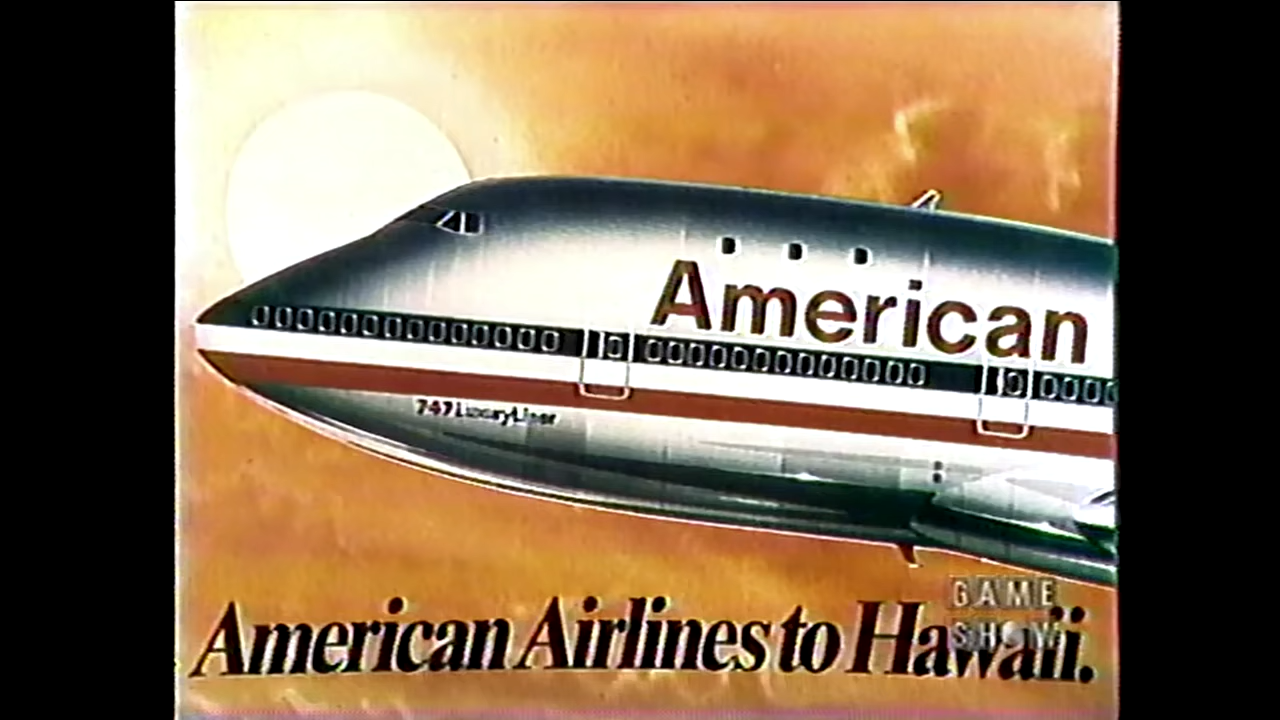 American
747 LuxuryLiner
American Airlines to Hawaii.
GAME
SHOW